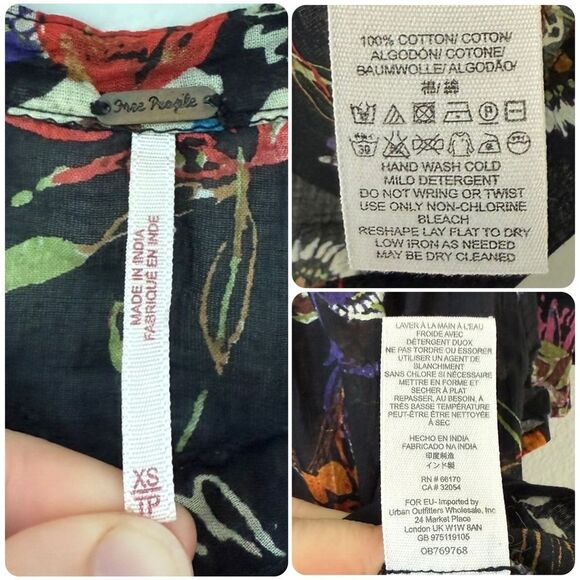 Free People
MADE IN INDIA
FABRIQUÉ EN INDE
XS
TP
100% COTTON/ COTON/
ALGODÓN/ COTONE/
BAUMWOLLE/ ALGODÃO/
棉/ 綿
HAND WASH COLD
MILD DETERGENT
DO NOT WRING OR TWIST
USE ONLY NON-CHLORINE
BLEACH
RESHAPE LAY FLAT TO DRY
LOW IRON AS NEEDED
MAY BE DRY CLEANED
LAVER À LA MAIN À L'EAU
FROIDE AVEC
DÉTERGENT DUOX
NE PAS TORDRE OU ESSORER
UTILISER UN AGENT DE
BLANCHIMENT
SANS CHLORE SI NÉCESSAIRE
METTRE EN FORME ET
SÉCHER À PLAT
REPASSER, AU BESOIN, À
TRÈS BASSE TEMPÉRATURE
PEUT-ÊTRE ÊTRE NETTOYÉ
À SEC
HECHO EN INDIA
FABRICADO NA INDIA
印度制造
インド製
RN # 66170
CA # 32054
FOR EU- Imported by
Urban Outfitters Wholesale, Inc
24 Market Place
London UK W1W 8AN
GB 975119105
OB769768